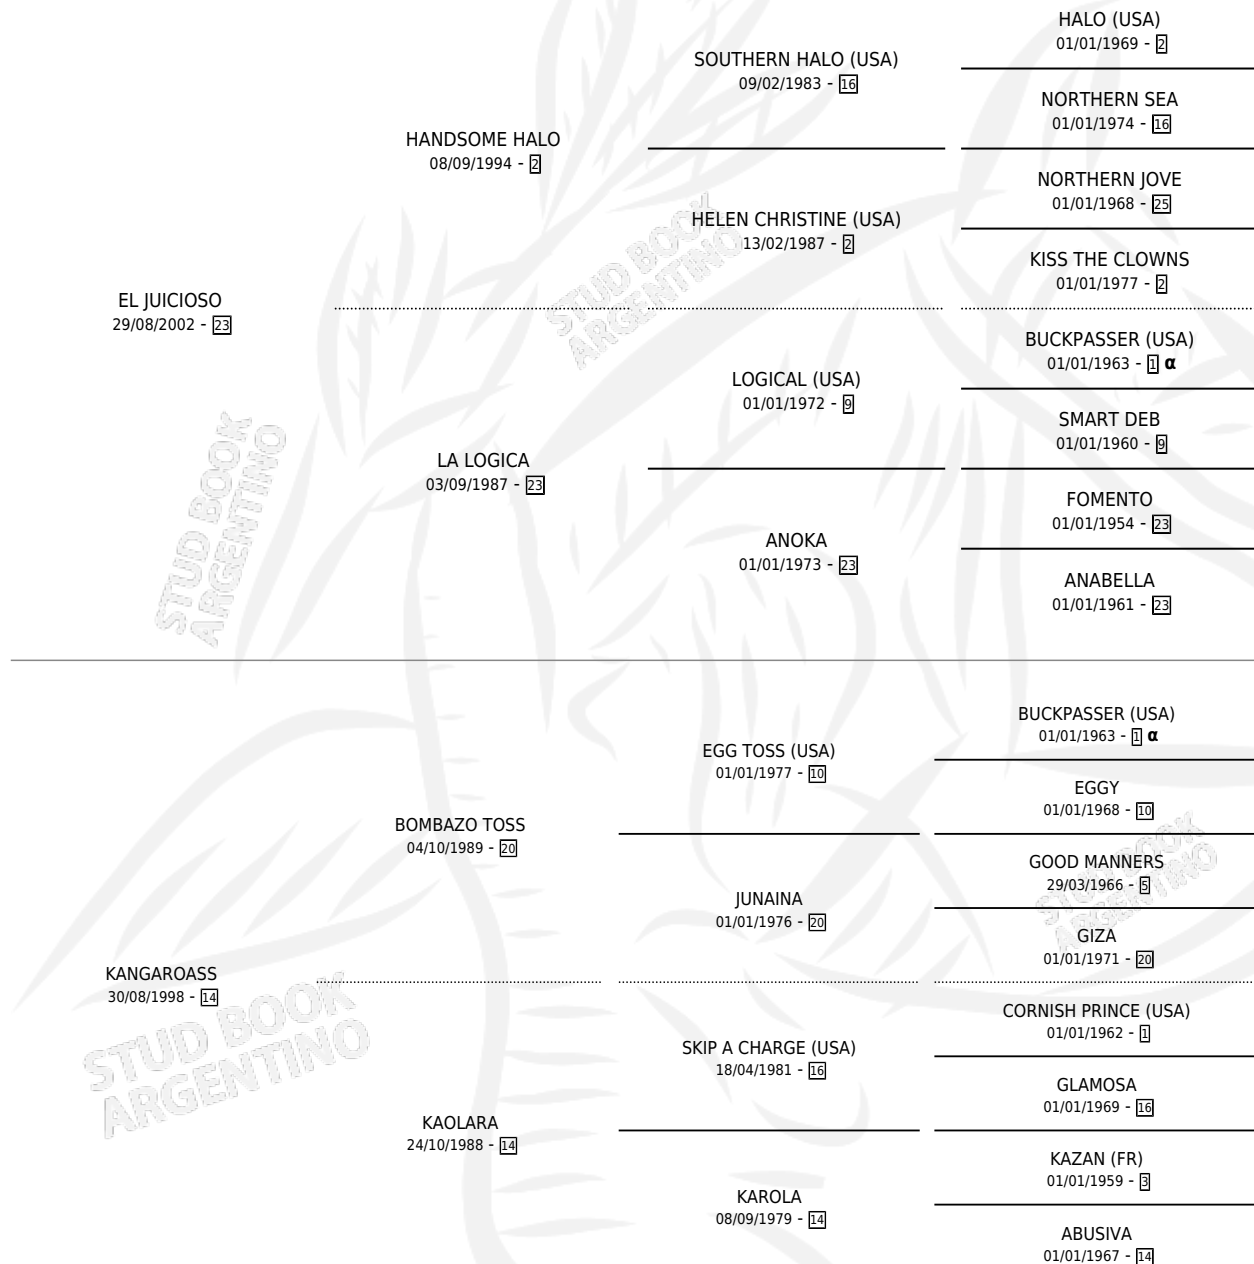 HALO (USA)
01/01/1969 - 2
SOUTHERN HALO (USA)
09/02/1983 - 16
NORTHERN SEA
01/01/1974 - 16
HANDSOME HALO
08/09/1994 - 2
NORTHERN JOVE
01/01/1968 - 25
HELEN CHRISTINE (USA)
13/02/1987 - 2
KISS THE CLOWNS
01/01/1977 - 2
EL JUICIOSO
29/08/2002 - 23
BUCKPASSER (USA)
01/01/1963 - 1 α
LOGICAL (USA)
01/01/1972 - 9
SMART DEB
01/01/1960 - 9
LA LOGICA
03/09/1987 - 23
FOMENTO
01/01/1954 - 23
ANOKA
01/01/1973 - 23
ANABELLA
01/01/1961 - 23
BUCKPASSER (USA)
01/01/1963 - 1 α
EGG TOSS (USA)
01/01/1977 - 10
EGGY
01/01/1968 - 10
BOMBAZO TOSS
04/10/1989 - 20
GOOD MANNERS
29/03/1966 - 5
JUNAINA
01/01/1976 - 20
GIZA
01/01/1971 - 20
KANGAROASS
30/08/1998 - 14
CORNISH PRINCE (USA)
01/01/1962 - 1
SKIP A CHARGE (USA)
18/04/1981 - 16
GLAMOSA
01/01/1969 - 16
KAOLARA
24/10/1988 - 14
KAZAN (FR)
01/01/1959 - 3
KAROLA
08/09/1979 - 14
ABUSIVA
01/01/1967 - 14
STUD BOOK
ARGENTINO
STUD BOOK
ARGENTINO
STUD BOOK
ARGENTINO
STUD BOOK
ARGENTINO